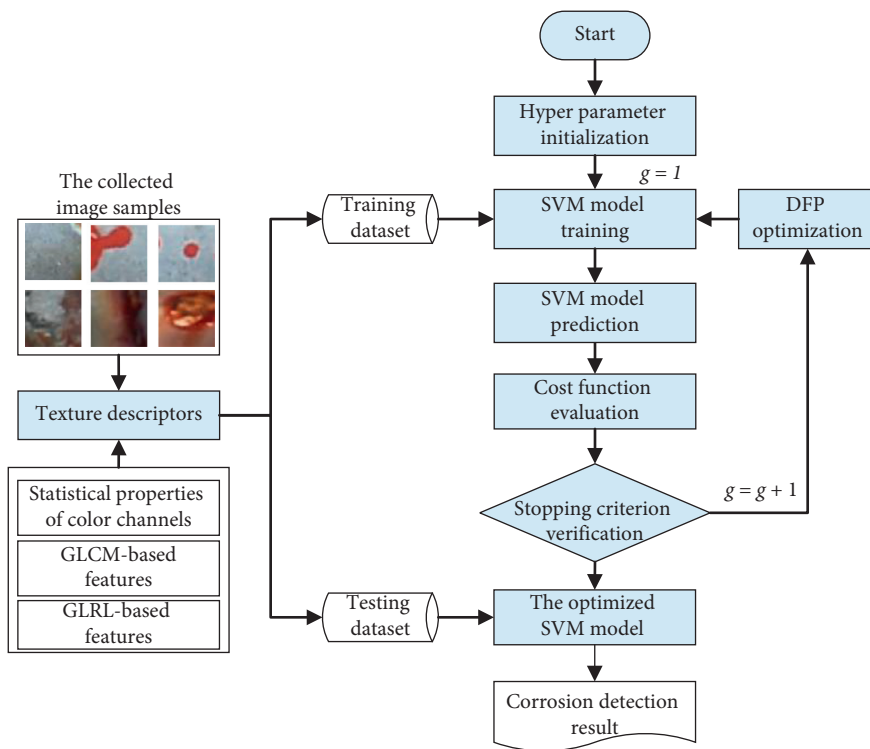 Start
Hyper parameter
initialization
g = 1
The collected
image samples
Training
dataset
SVM model
training
DFP
optimization
SVM model
prediction
Texture descriptors
Cost function
evaluation
Statistical properties
of color channels
GLCM-based
features
GLRL-based
features
Stopping criterion
verification
g = g + 1
Testing
dataset
The optimized
SVM model
Corrosion detection
result